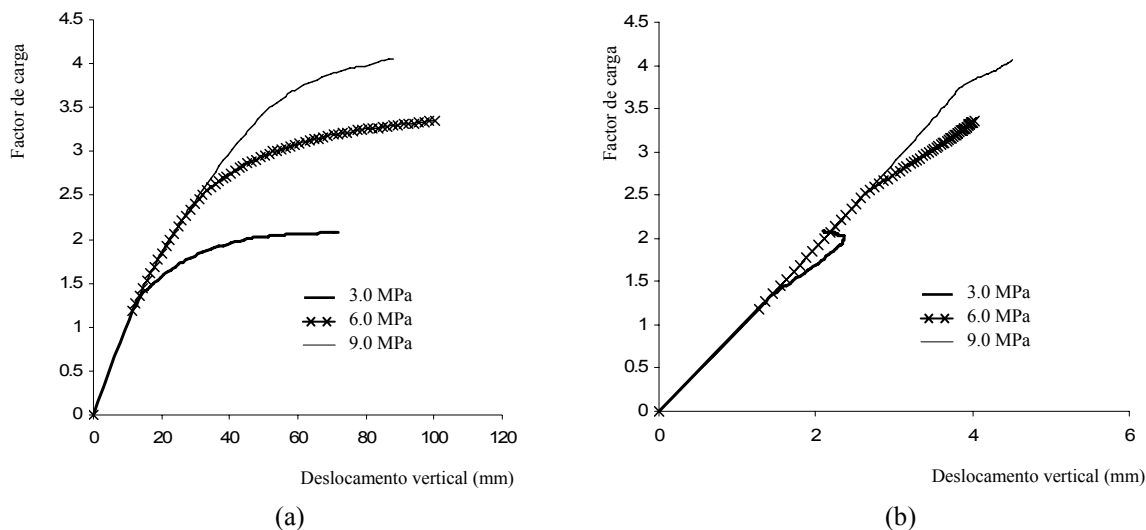 4.5
4
3.5
3
2.5
2
1.5
1
0.5
0
Factor de carga
3.0 MPa
6.0 MPa
9.0 MPa
0 20 40 60 80 100 120
Deslocamento vertical (mm)
(a)
4.5
4
3.5
3
2.5
2
1.5
1
0.5
0
Factor de carga
3.0 MPa
6.0 MPa
9.0 MPa
0 2 4 6
Deslocamento vertical (mm)
(b)